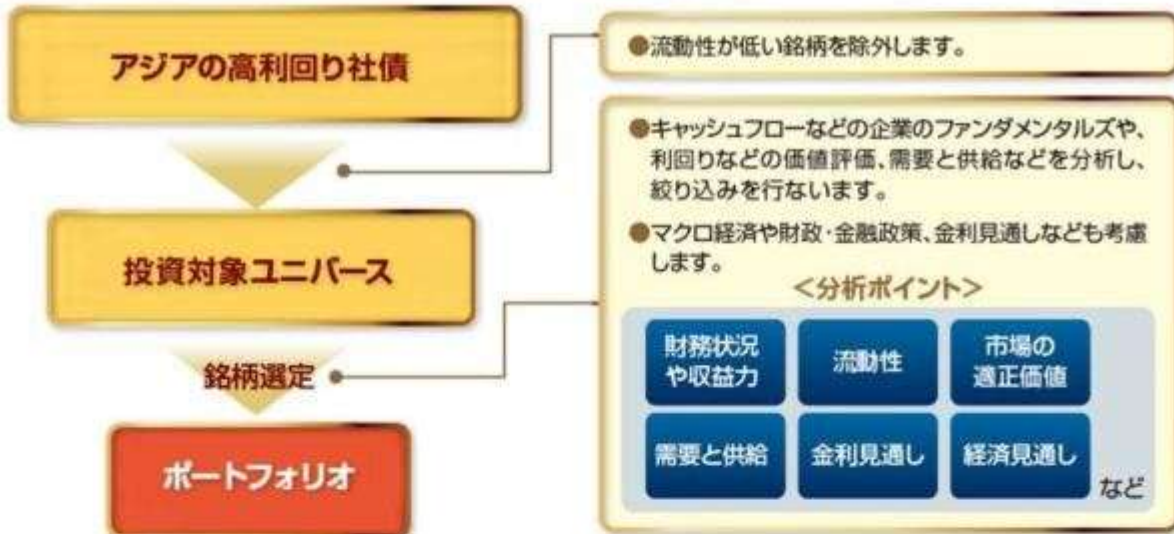 アジアの高利回り社債
●流動性が低い銘柄を除外します。
投資対象ユニバース
銘柄選定
ポートフォリオ
●キャッシュフローなどの企業のファンダメンタルズや、
利回りなどの価値評価、需要と供給などを分析し、
絞り込みを行ないます。
●マクロ経済や財政・金融政策、金利見通しなども考慮
します。
＜分析ポイント＞
財務状況
や収益力
流動性
市場の
適正価値
需要と供給
金利見通し
経済見通し
など